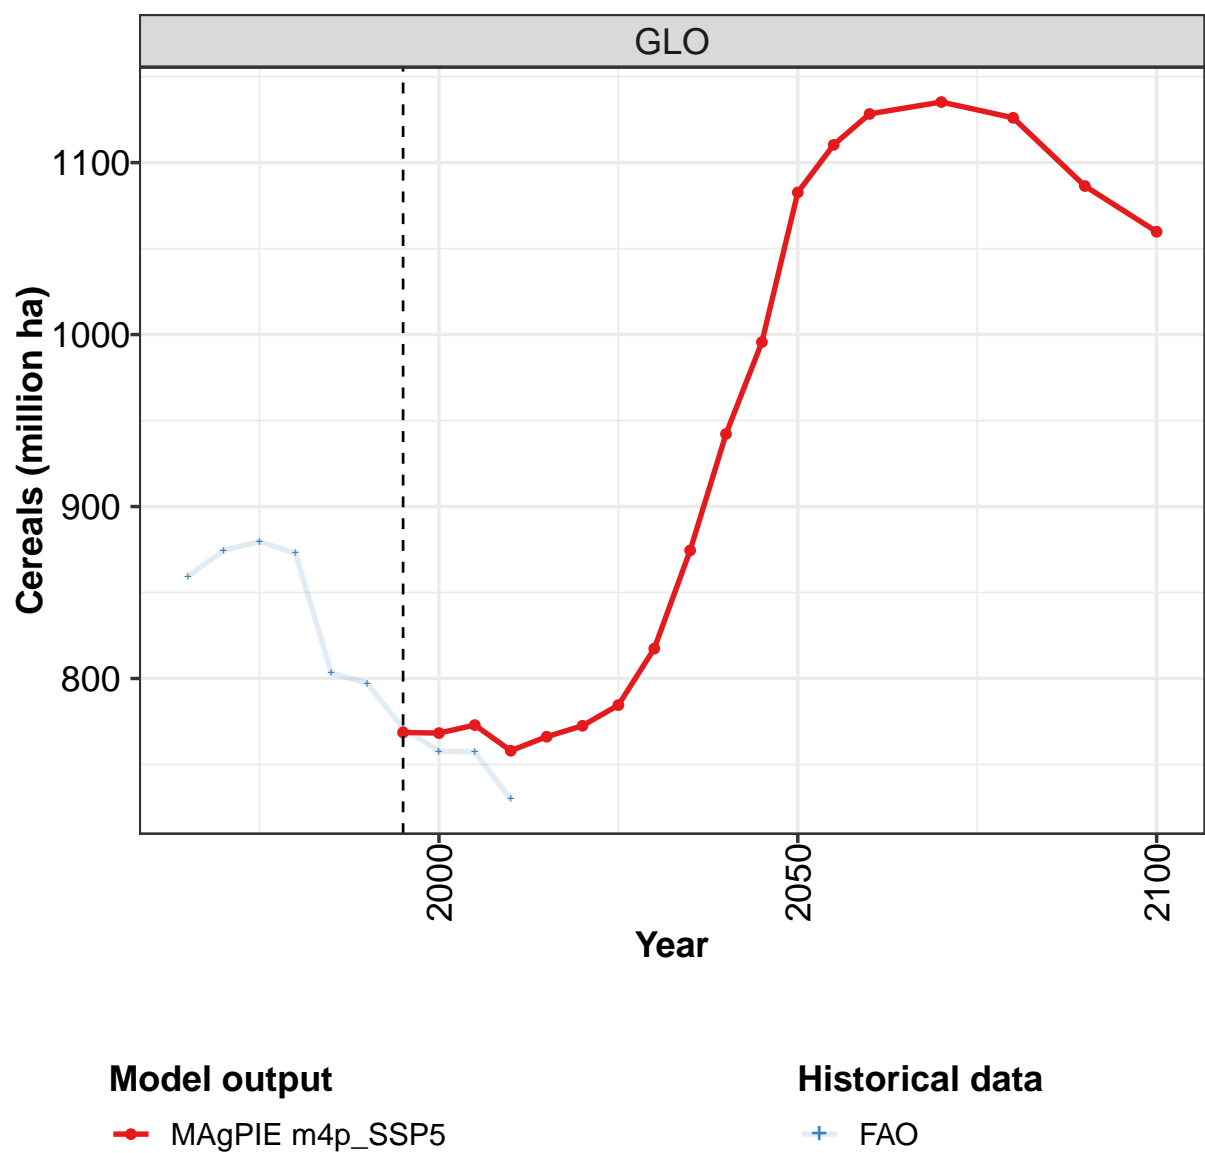 GLO
1100
1000
900
800
Cereals (million ha)
2000
2050
2100
Year
Model output
MAgPIE m4p_SSP5
Historical data
FAO